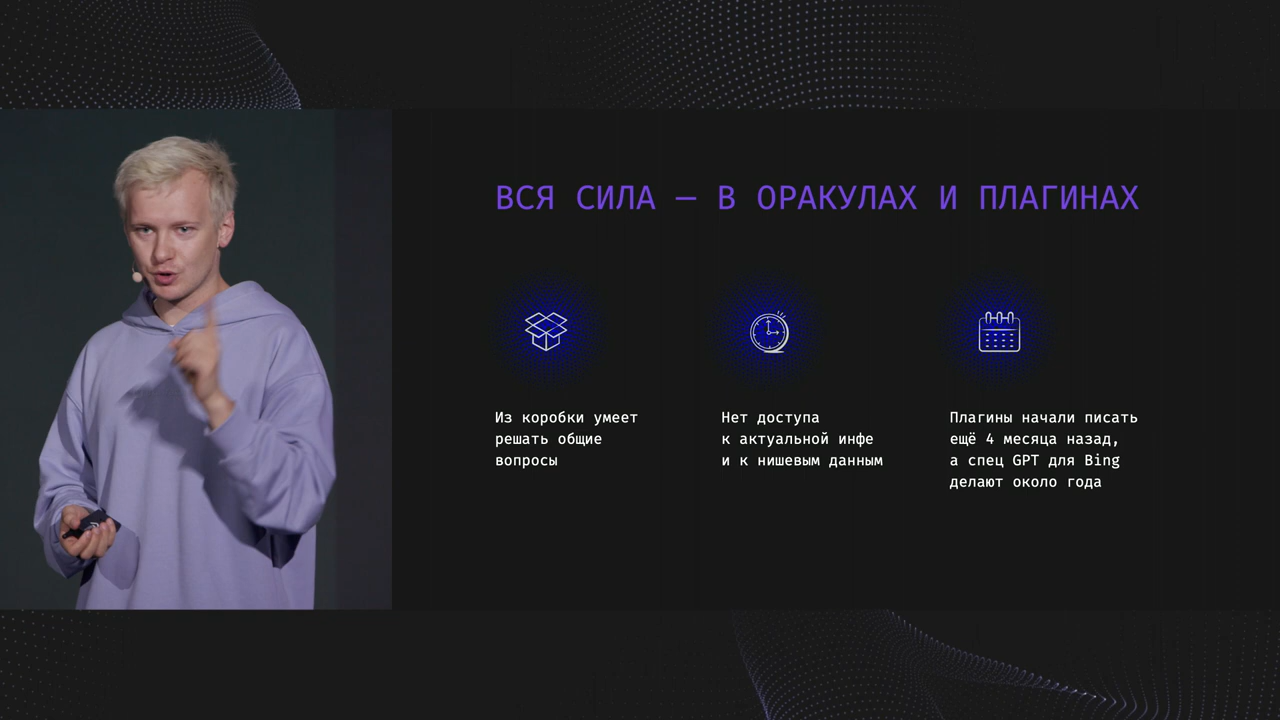 ВСЯ СИЛА — В ОРАКУЛАХ И ПЛАГИНАХ
Из коробки умеет
решать общие
вопросы
Нет доступа
к актуальной инфе
и к нишевым данным
Плагины начали писать
ещё 4 месяца назад,
а спец GPT для Bing
делают около года